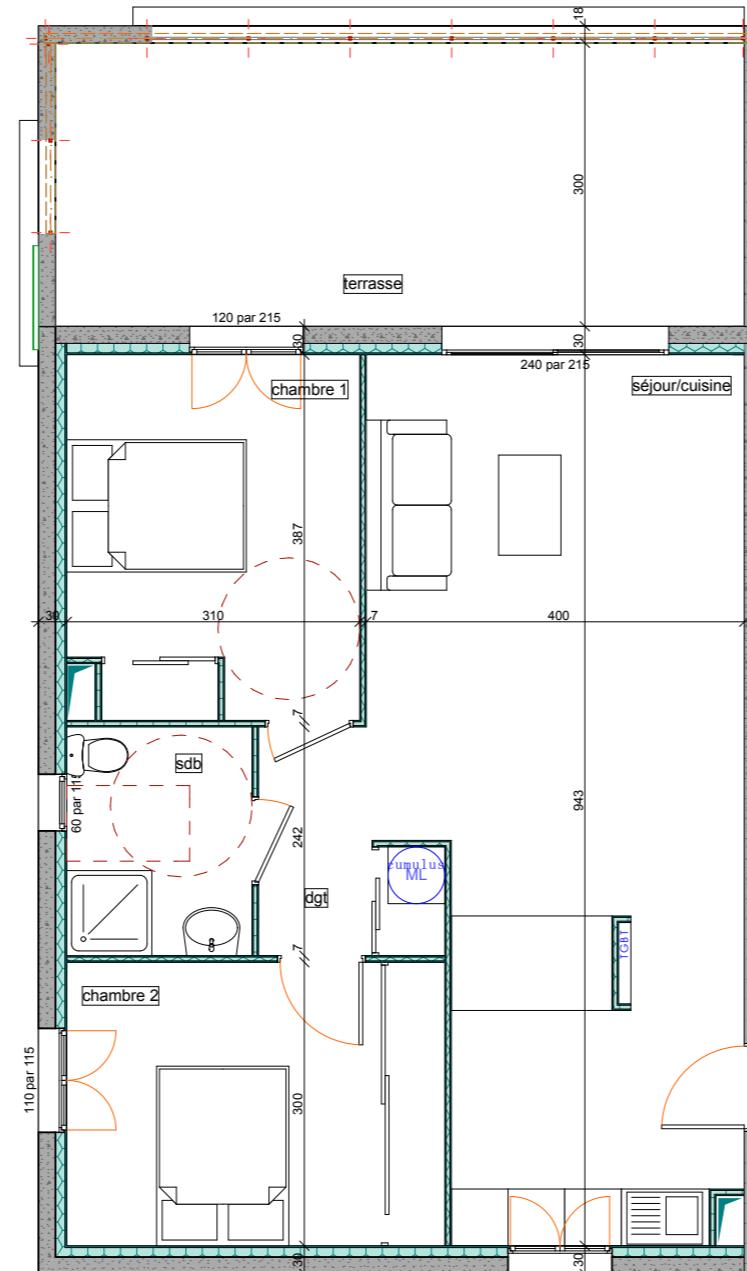 18
300
terrasse
120 par 215
30
30
240 par 215
chambre 1
séjour/cuisine
387
30
310
7
400
7
sdb
60 par 115
943
242
cumulus
ML
dgt
TGBT
7
chambre 2
110 par 115
300
30
30